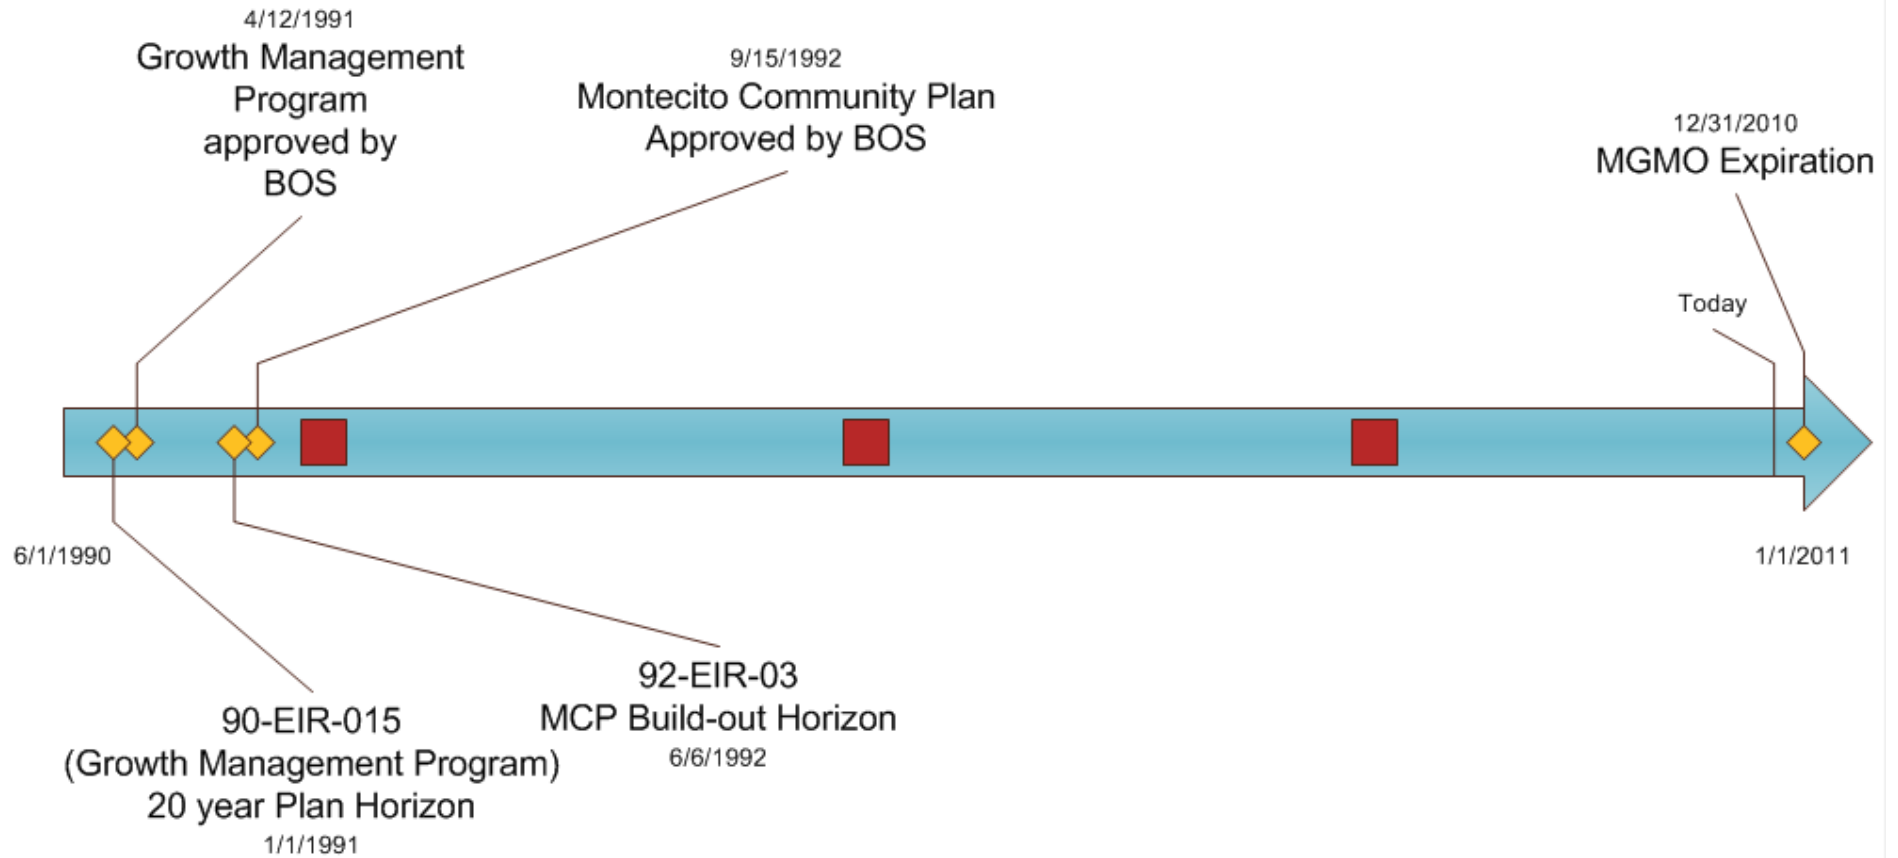 4/12/1991
Growth Management
Program
approved by
BOS
9/15/1992
Montecito Community Plan
Approved by BOS
12/31/2010
MGMO Expiration
Today
6/1/1990
1/1/2011
90-EIR-015
(Growth Management Program)
20 year Plan Horizon
1/1/1991
92-EIR-03
MCP Build-out Horizon
6/6/1992